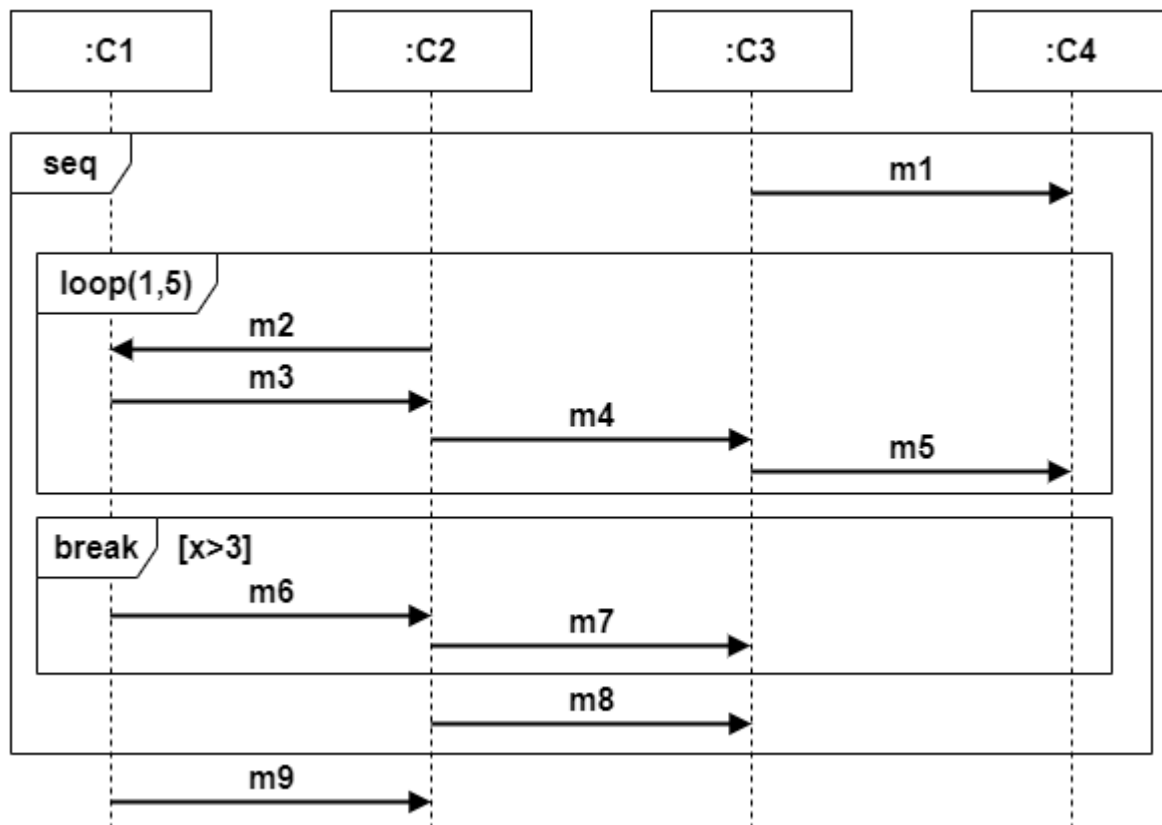 :C1 :C2 :C3 :C4
seq
m1
loop(1,5)
m2
m3
m4
m5
break [x>3]
m6
m7
m8
m9